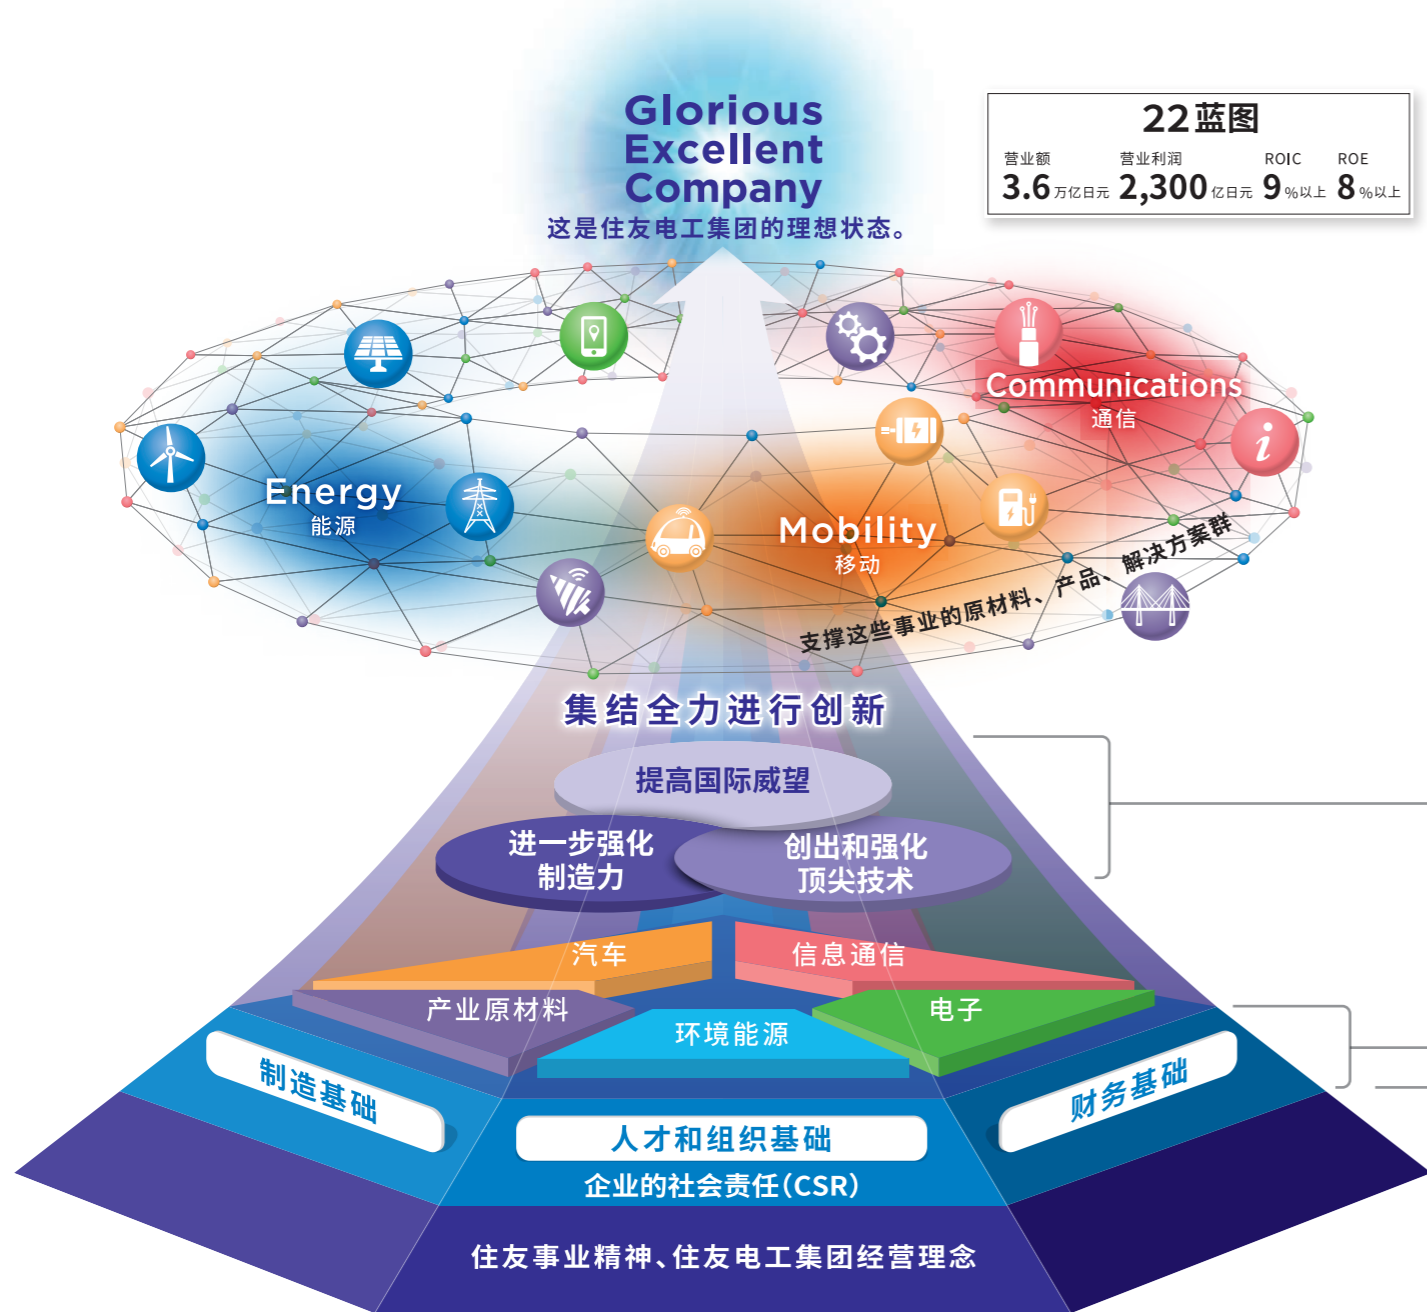 Glorious
Excellent
Company
这是住友电工集团的理想状态。
22蓝图
营业额 营业利润 ROIC ROE
3.6万亿日元 2,300亿日元 9%以上 8%以上
Communications
通信
Energy
能源
Mobility
移动
支撑这些事业的原材料、产品、解决方案群
集结全力进行创新
提高国际威望
进一步强化
制造力
创出和强化
顶尖技术
汽车
信息通信
产业原材料
电子
环境能源
制造基础
财务基础
人才和组织基础
企业的社会责任(CSR)
住友事业精神、住友电工集团经营理念